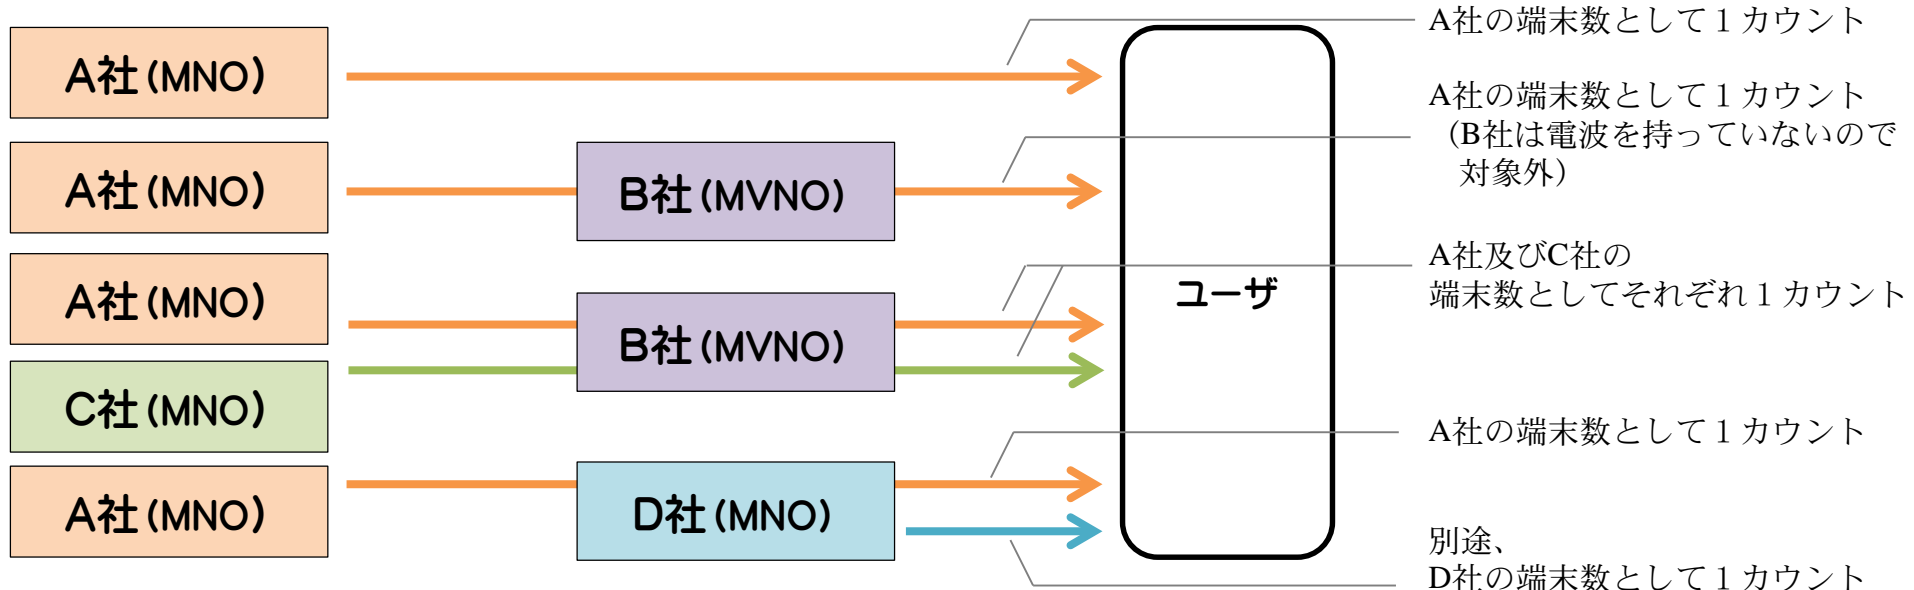 A社(MNO)
A社の端末数として１カウント
A社(MNO)
B社(MVNO)
A社の端末数として１カウント
（B社は電波を持っていないので
対象外）
A社(MNO)
C社(MNO)
B社(MVNO)
ユーザ
A社及びC社の
端末数としてそれぞれ１カウント
A社(MNO)
D社(MNO)
A社の端末数として１カウント
別途、
D社の端末数として１カウント